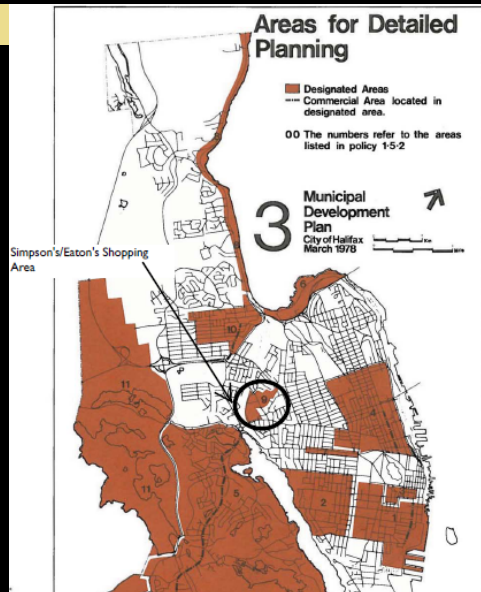 Areas for Detailed
Planning
Designated Areas
Commercial Area located in
designated area.
00 The numbers refer to the areas
listed in policy 1·5·2
3
Municipal
Development
Plan
City of Halifax
March 1978
Simpson's/Eaton's Shopping
Area
6
10
9
11
4
11
5
2
1